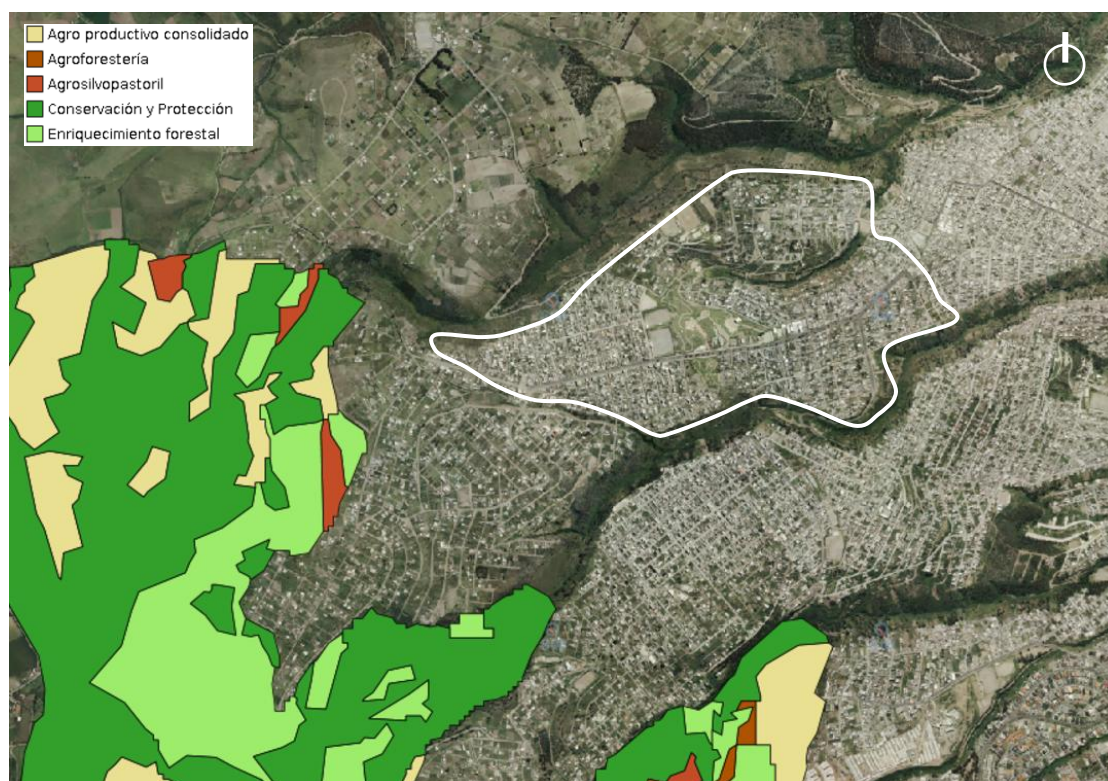 Agro productivo consolidado
Agroforestería
Agrosilvopastoril
Conservación y Protección
Enriquecimiento forestal